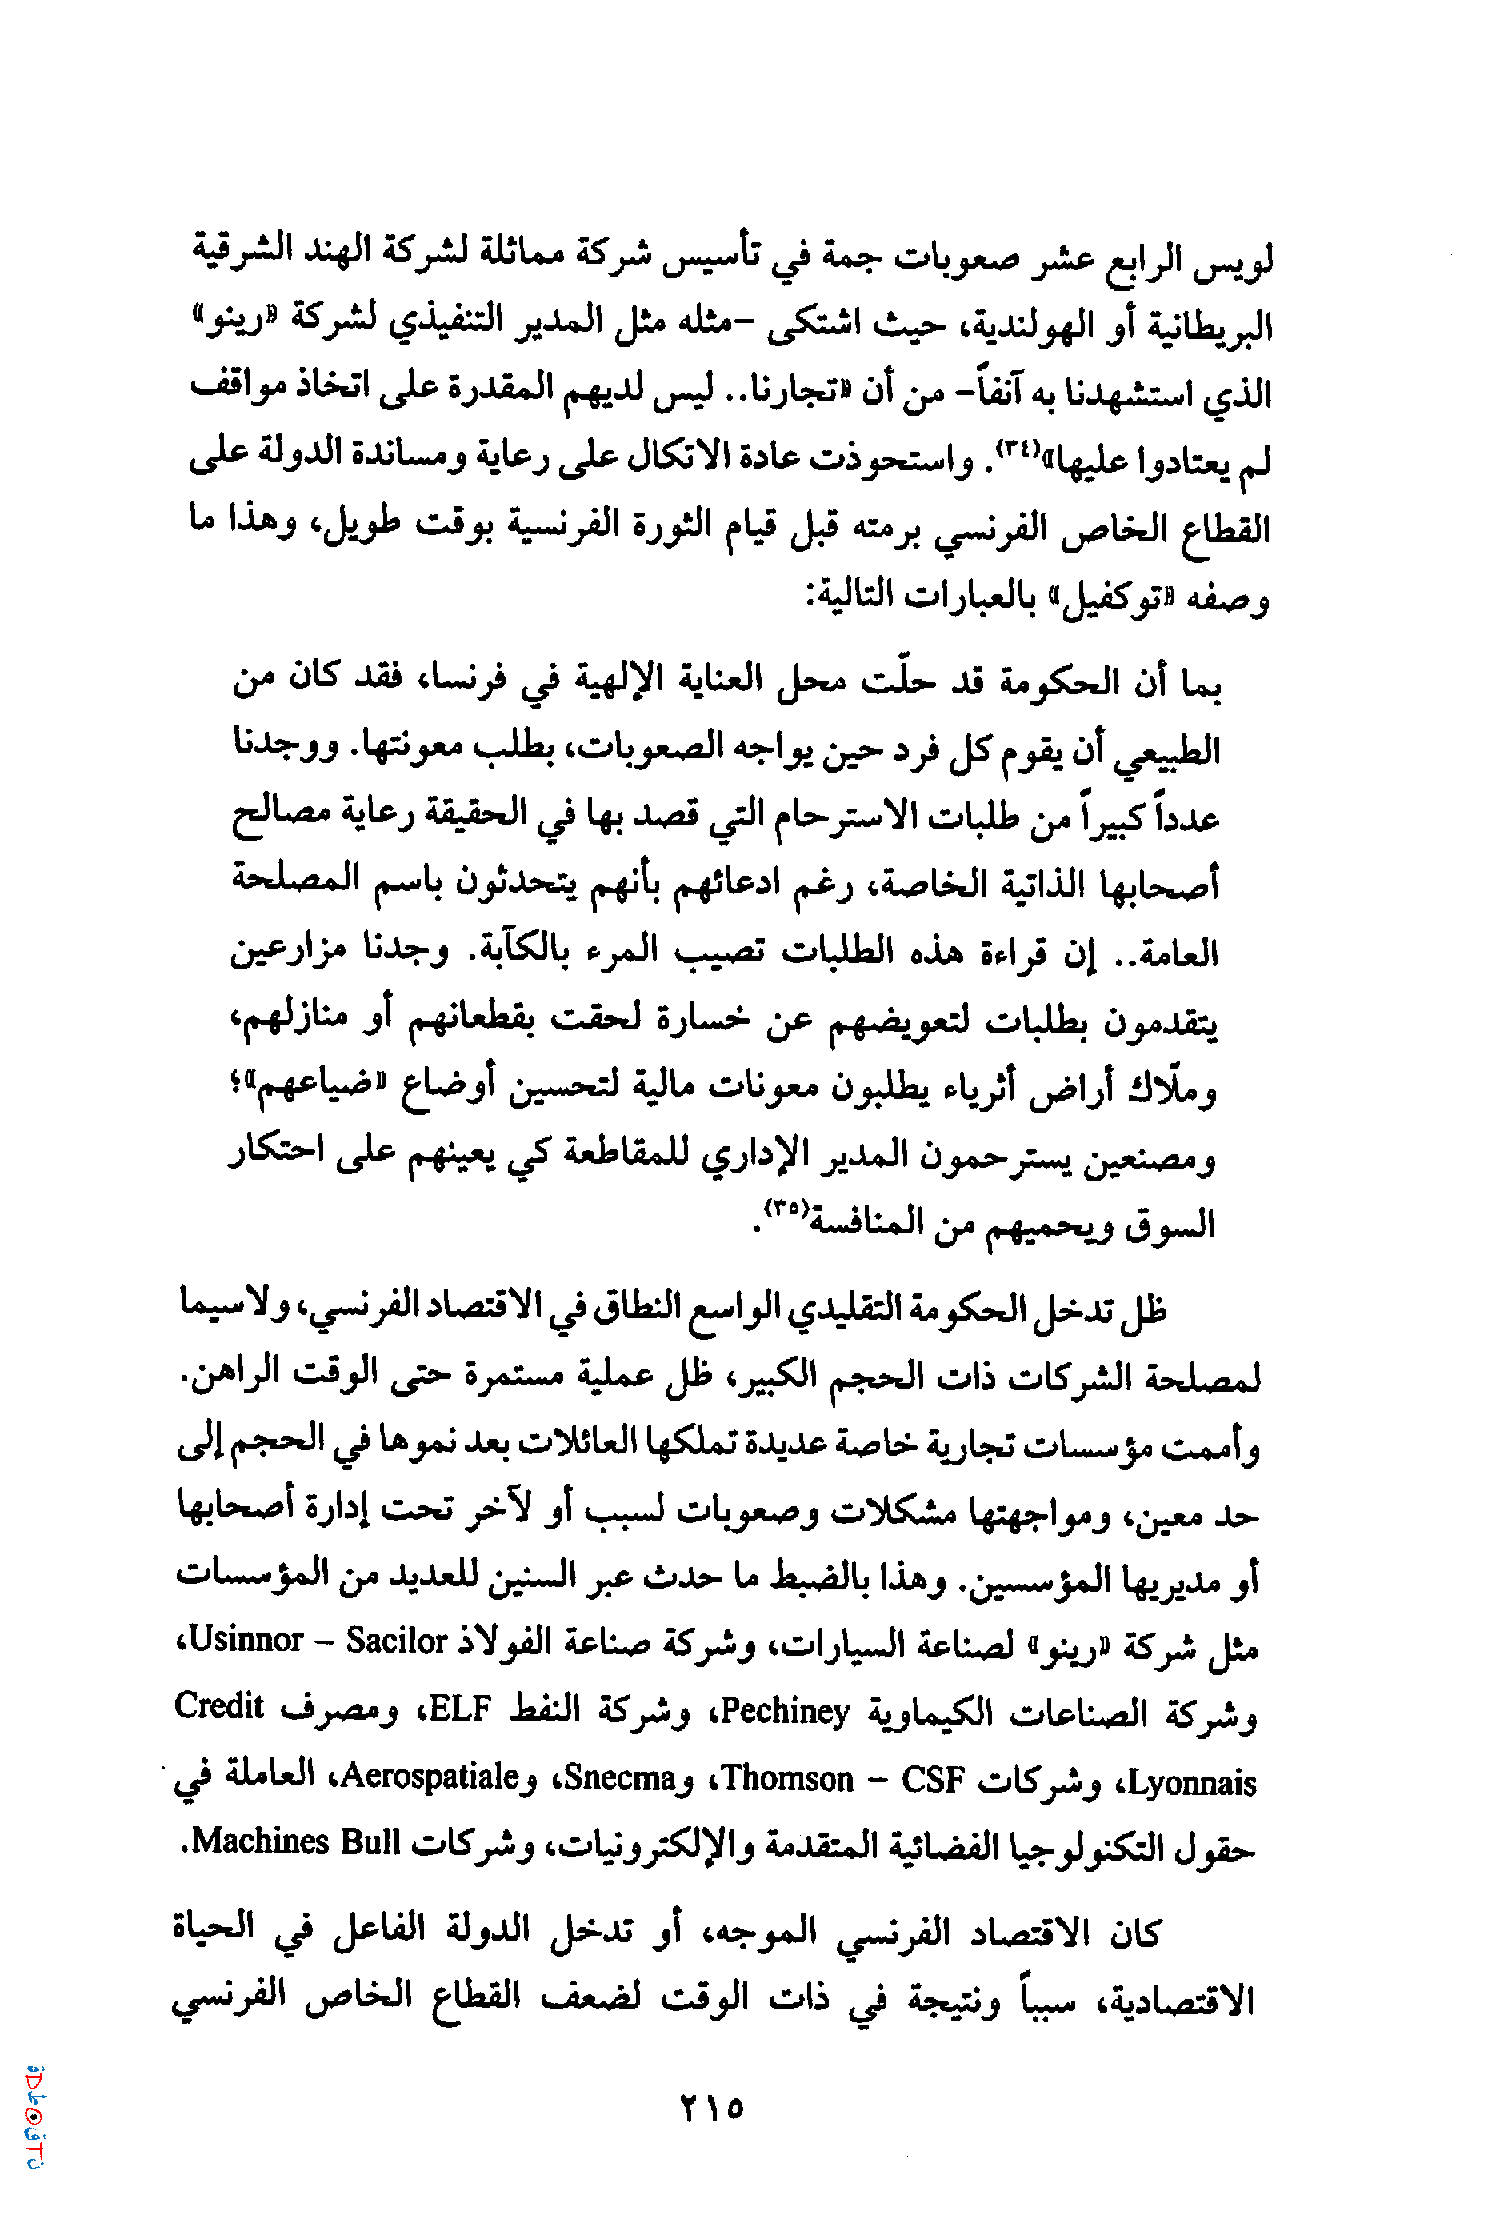 لويس الرابع عشر صعوبات جمة في تأسيس شركة مماثلة لشركة الهند الشرقية
البريطانية أو الهولندية، حيث اشتكى -مثله مثل المدير التنفيذي لشركة «رينو»
الذي استشهدنا به آنفاً- من أن «تجارنا.. ليس لديهم المقدرة على اتخاذ مواقف
لم يعتادوا عليها»(٣٤). واستحوذت عادة الاتكال على رعاية ومساندة الدولة على
القطاع الخاص الفرنسي برمته قبل قيام الثورة الفرنسية بوقت طويل، وهذا ما
وصفه «توكفيل» بالعبارات التالية:
بما أن الحكومة قد حلّت محل العناية الإلهية في فرنسا، فقد كان من
الطبيعي أن يقوم كل فرد حين يواجه الصعوبات، بطلب معونتها. ووجدنا
عدداً كبيراً من طلبات الاسترحام التي قصد بها في الحقيقة رعاية مصالح
أصحابها الذاتية الخاصة، رغم ادعائهم بأنهم يتحدثون باسم المصلحة
العامة.. إن قراءة هذه الطلبات تصيب المرء بالكآبة. وجدنا مزارعين
يتقدمون بطلبات لتعويضهم عن خسارة لحقت بقطعانهم أو منازلهم،
وملّاك أراض أثرياء يطلبون معونات مالية لتحسين أوضاع «ضياعهم»؛
ومصنعين يسترحمون المدير الإداري للمقاطعة كي يعينهم على احتكار
السوق ويحميهم من المنافسة(٣٥).
ظل تدخل الحكومة التقليدي الواسع النطاق في الاقتصاد الفرنسي، ولاسيما
لمصلحة الشركات ذات الحجم الكبير، ظل عملية مستمرة حتى الوقت الراهن.
وأممت مؤسسات تجارية خاصة عديدة تملكها العائلات بعد نموها في الحجم إلى
حد معين، ومواجهتها مشكلات وصعوبات لسبب أو لآخر تحت إدارة أصحابها
أو مديريها المؤسسين. وهذا بالضبط ما حدث عبر السنين للعديد من المؤسسات
مثل شركة «رينو» لصناعة السيارات، وشركة صناعة الفولاذ Usinnor – Sacilor،
وشركة الصناعات الكيماوية Pechiney، وشركة النفط ELF، ومصرف Credit
Lyonnais، وشركات Thomson – CSF، وSnecma، وAerospatiale، العاملة في
حقول التكنولوجيا الفضائية المتقدمة والإلكترونيات، وشركات Machines Bull.
كان الاقتصاد الفرنسي الموجه، أو تدخل الدولة الفاعل في الحياة
الاقتصادية، سبباً ونتيجة في ذات الوقت لضعف القطاع الخاص الفرنسي
٢١٥